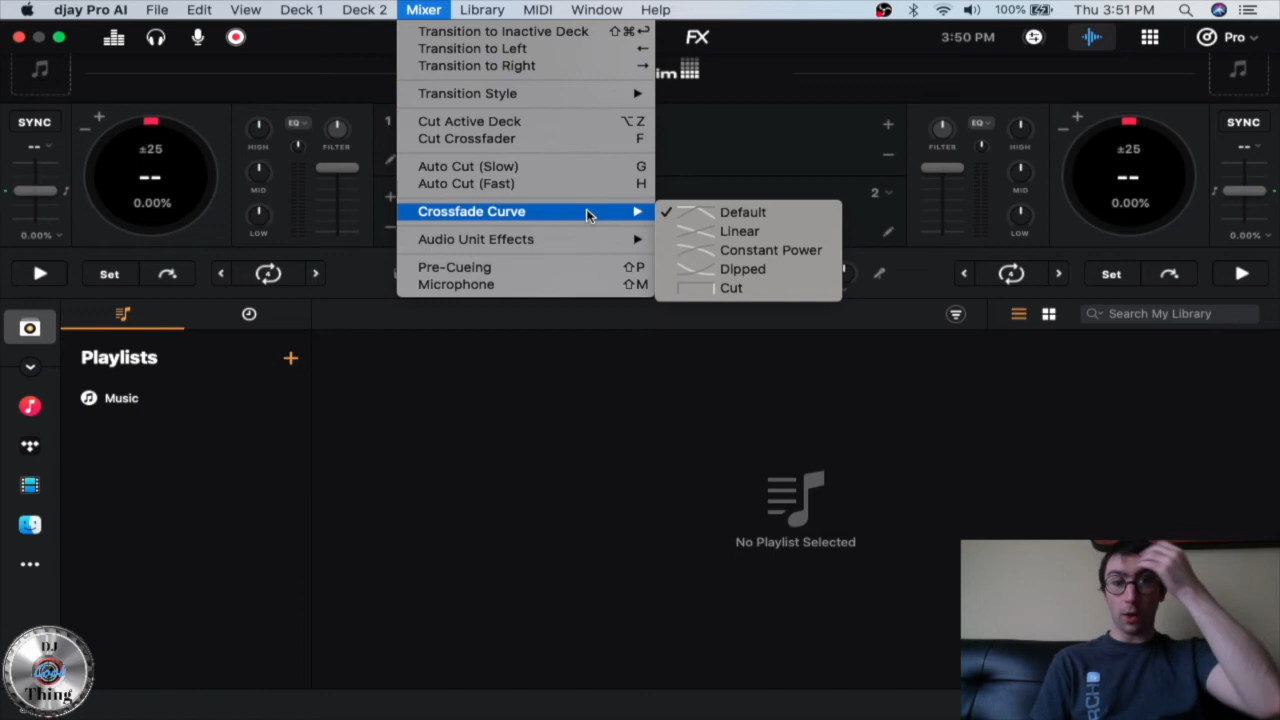 djay Pro AI File Edit View Deck 1 Deck 2 Mixer Library MIDI Window Help 100% Thu 3:51 PM
FX 3:50 PM Pro
Transition to Inactive Deck ⇧⌘↩
Transition to Left ←
Transition to Right →
Transition Style
Cut Active Deck ⌥Z
Cut Crossfader F
Auto Cut (Slow) G
Auto Cut (Fast) H
Crossfade Curve
Audio Unit Effects
Pre-Cueing ⇧P
Microphone ⇧M
Default
Linear
Constant Power
Dipped
Cut
im
SYNC
--
0.00%
±25
--
0.00%
EQ
HIGH
MID
LOW
FILTER
1
2
EQ
FILTER
HIGH
MID
LOW
±25
--
0.00%
SYNC
--
0.00%
Set
4
4
Set
Search My Library
Playlists +
Music
No Playlist Selected
DJ
Thing